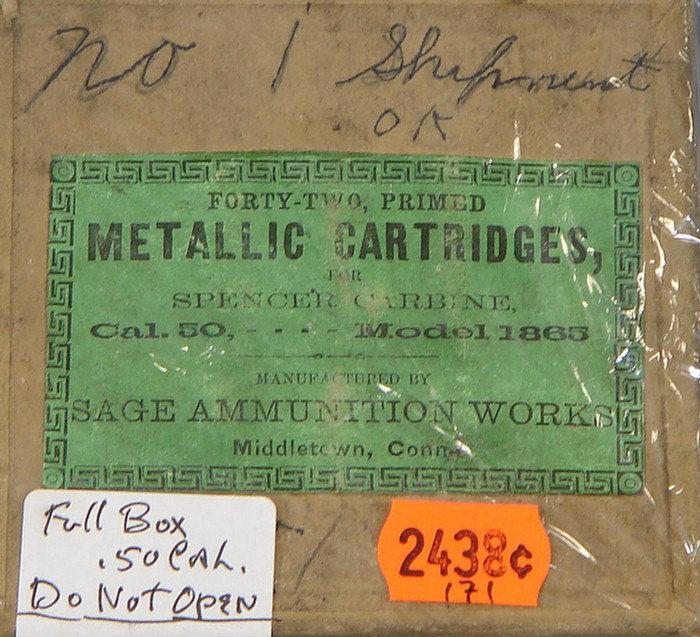 No 1 Shipment
OK
FORTY-TWO, PRIMED
METALLIC CARTRIDGES,
FOR
SPENCER CARBINE,
Cal. 50, - - - - Model 1865
MANUFACTURED BY
SAGE AMMUNITION WORKS
Middletown, Conn.
Full Box
.50 CAL.
Do Not Open
2438¢
171